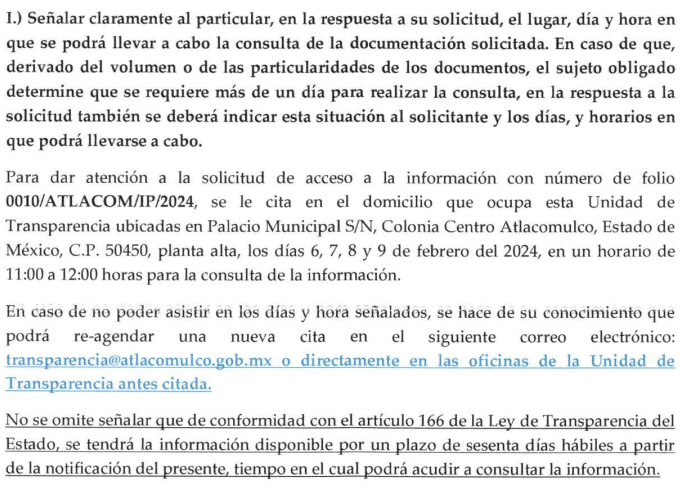 I.) Señalar claramente al particular, en la respuesta a su solicitud, el lugar, día y hora en
que se podrá llevar a cabo la consulta de la documentación solicitada. En caso de que,
derivado del volumen o de las particularidades de los documentos, el sujeto obligado
determine que se requiere más de un día para realizar la consulta, en la respuesta a la
solicitud también se deberá indicar esta situación al solicitante y los días, y horarios en
que podrá llevarse a cabo.
Para dar atención a la solicitud de acceso a la información con número de folio
0010/ATLACOM/IP/2024, se le cita en el domicilio que ocupa esta Unidad de
Transparencia ubicadas en Palacio Municipal S/N, Colonia Centro Atlacomulco, Estado de
México, C.P. 50450, planta alta, los días 6, 7, 8 y 9 de febrero del 2024, en un horario de
11:00 a 12:00 horas para la consulta de la información.
En caso de no poder asistir en los días y hora señalados, se hace de su conocimiento que
podrá re-agendar una nueva cita en el siguiente correo electrónico:
transparencia@atlacomulco.gob.mx o directamente en las oficinas de la Unidad de
Transparencia antes citada.
No se omite señalar que de conformidad con el artículo 166 de la Ley de Transparencia del
Estado, se tendrá la información disponible por un plazo de sesenta días hábiles a partir
de la notificación del presente, tiempo en el cual podrá acudir a consultar la información.